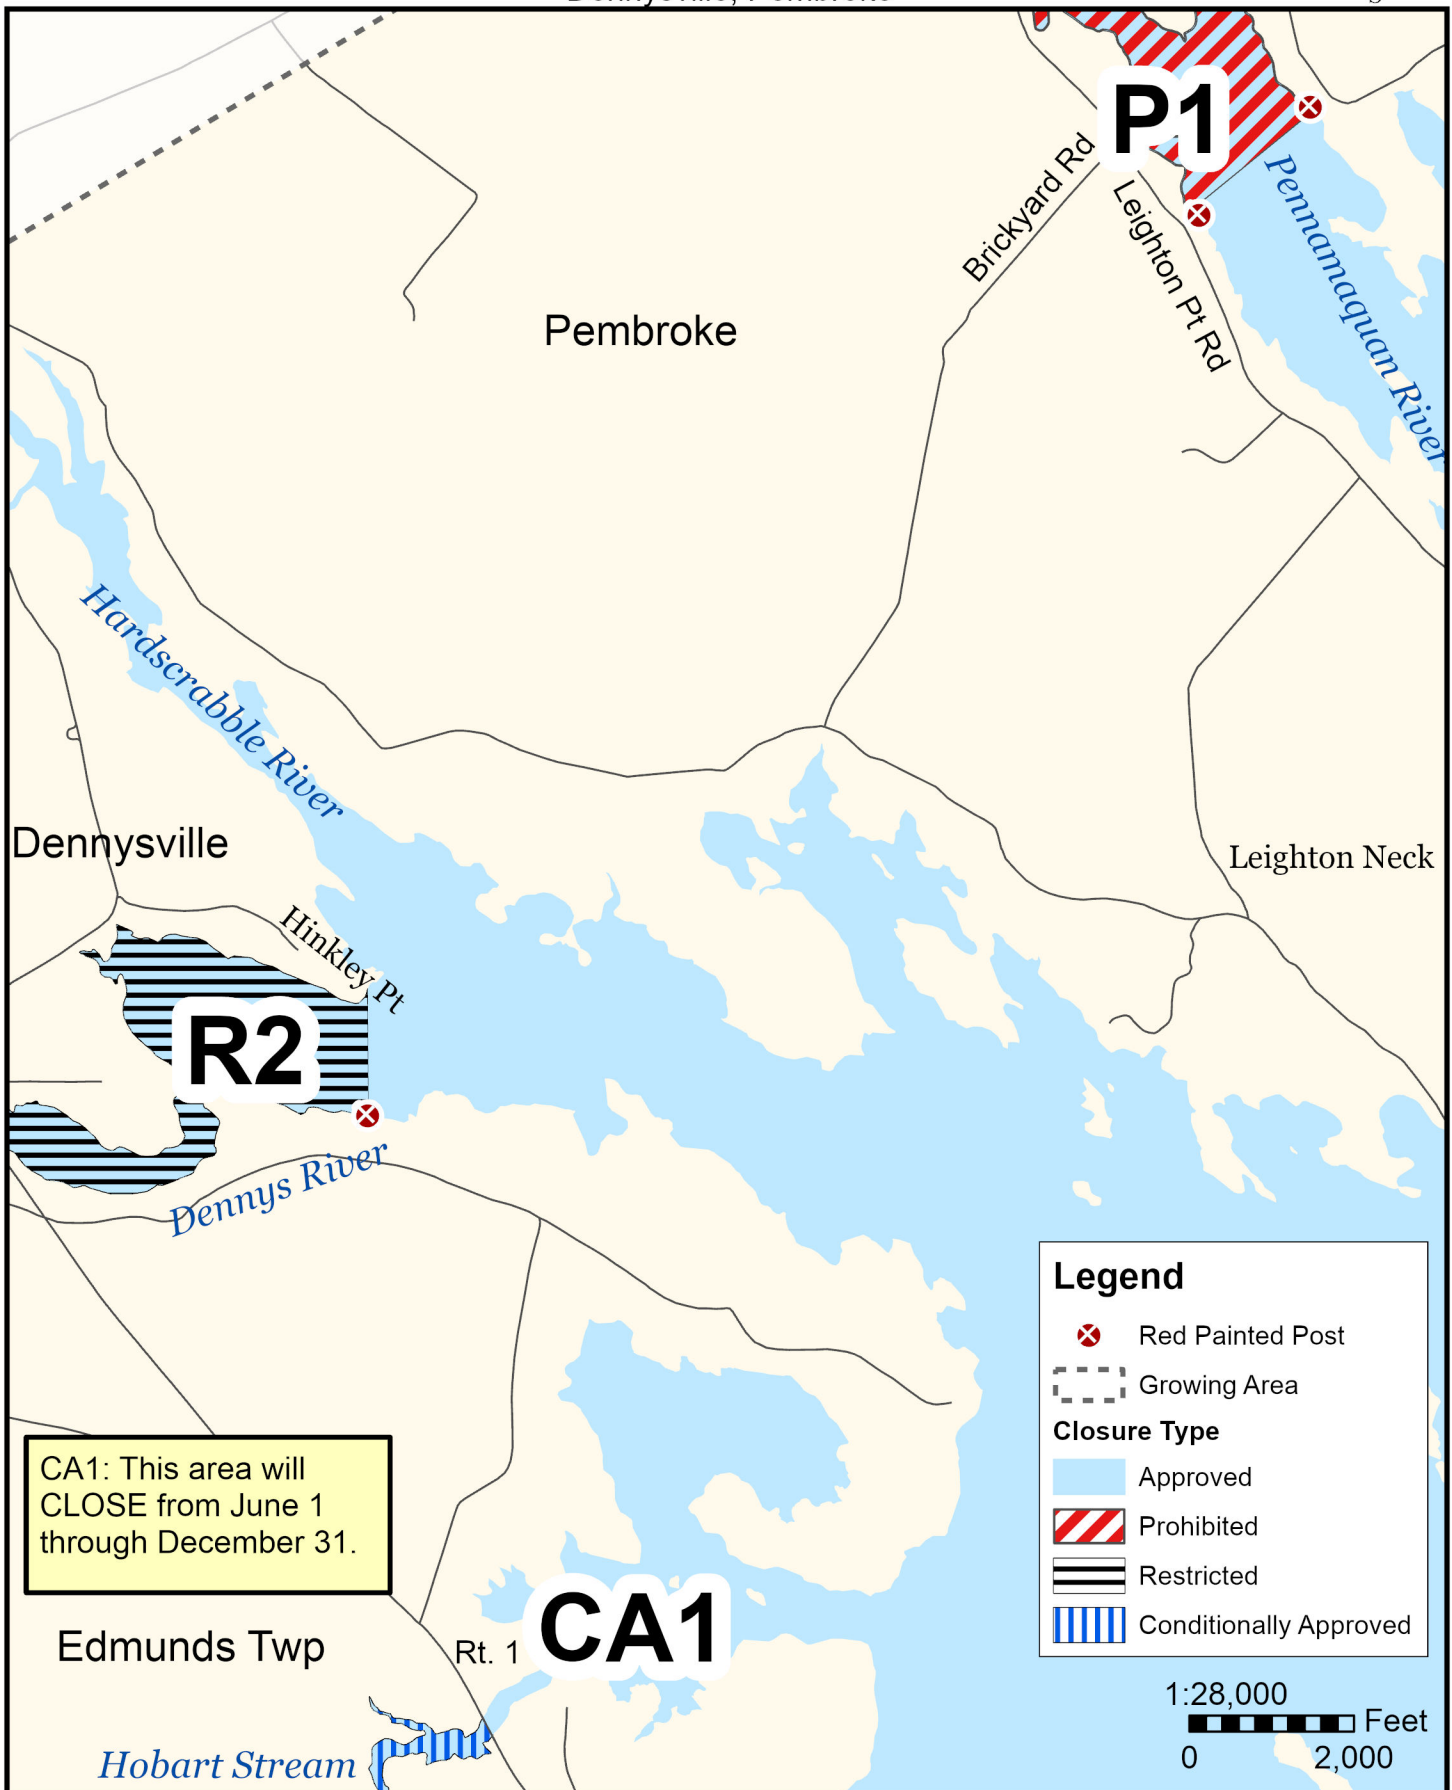 P1
Brickyard Rd
Leighton Pt Rd
Pennamaquan River
Pembroke
Hardscrabble River
Dennysville
Leighton Neck
Hinkley Pt
R2
Dennys River
Legend
Red Painted Post
Growing Area
Closure Type
Approved
Prohibited
Restricted
Conditionally Approved
CA1: This area will
CLOSE from June 1
through December 31.
CA1
Edmunds Twp
Rt. 1
Hobart Stream
1:28,000
Feet
0 2,000